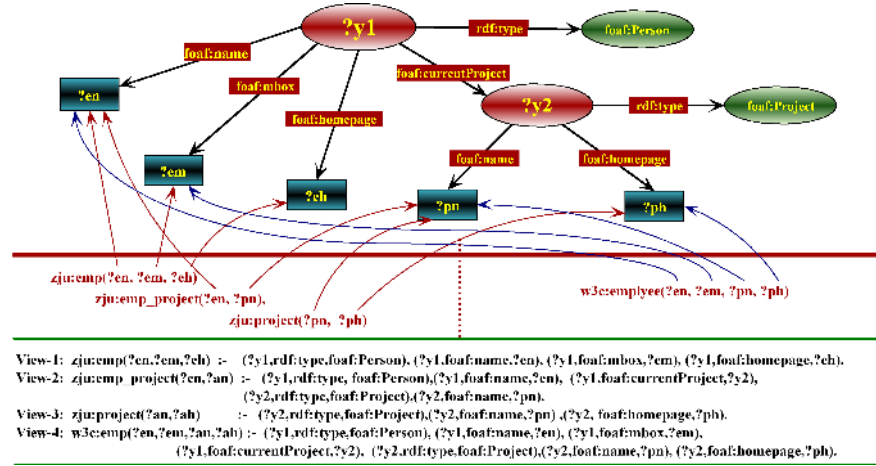 ?y1
rdf:type
foaf:Person
foaf:name
foaf:currentProject
?en
foaf:mbox
?y2
rdf:type
foaf:Project
foaf:homepage
foaf:name
foaf:homepage
?em
?ch
?pn
?ph
zju:emp(?en, ?em, ?ch)
zju:emp_project(?en, ?pn),
w3c:emplyee(?en, ?em, ?pn, ?ph)
zju:project(?pn, ?ph)
View-1: zju:emp(?en,?em,?ch) :- (?y1,rdf:type,foaf:Person), (?y1,foaf:name,?en), (?y1,foaf:mbox,?em), (?y1,foaf:homepage,?ch).
View-2: zju:emp_project(?en,?an) :- (?y1,rdf:type, foaf:Person),(?y1,foaf:name,?en), (?y1,foaf:currentProject,?y2),
(?y2,rdf:type,foaf:Project),(?y2,foaf:name,?pn).
View-3: zju:project(?an,?ah) :- (?y2,rdf:type,foaf:Project),(?y2,foaf:name,?pn) ,(?y2, foaf:homepage,?ph).
View-4: w3c:emp(?en,?em,?an,?ah) :- (?y1,rdf:type,foaf:Person), (?y1,foaf:name,?en), (?y1,foaf:mbox,?em),
(?y1,foaf:currentProject,?y2), (?y2,rdf:type,foaf:Project),(?y2,foaf:name,?pn), (?y2,foaf:homepage,?ph).